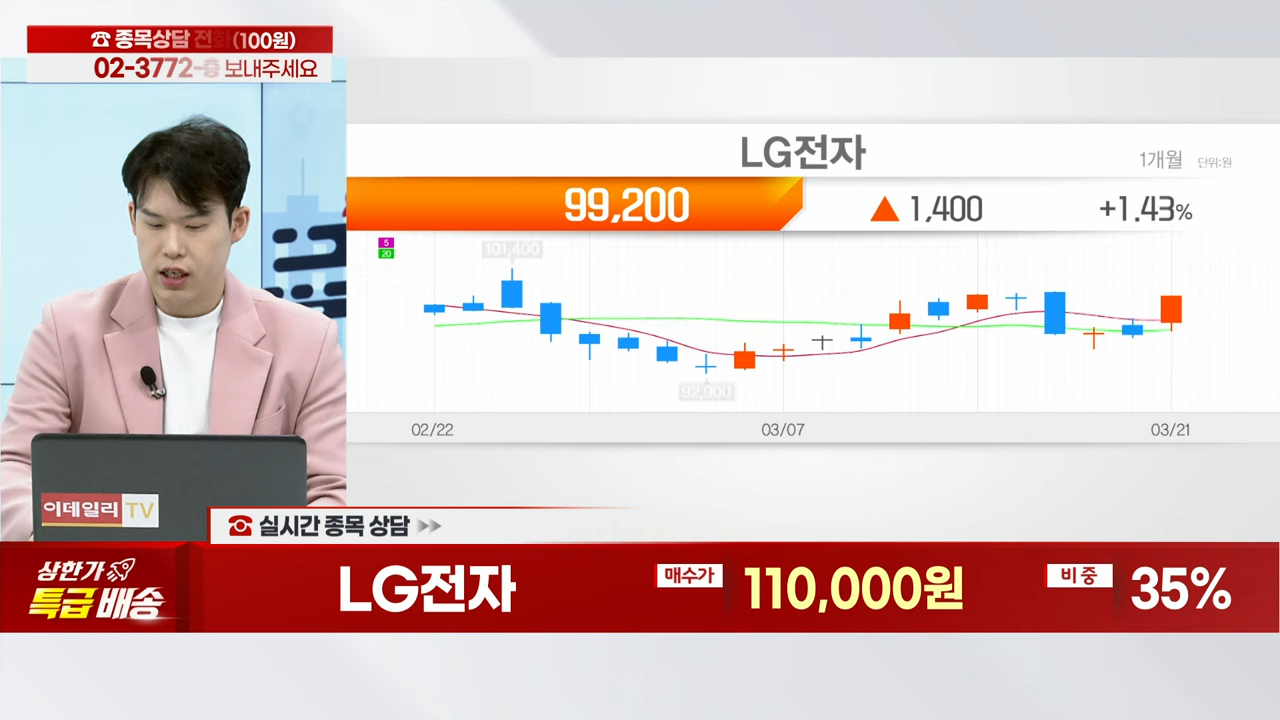 ☎ 종목상담 전화(100원)
02-3772- 보내주세요
LG전자
1개월 단위:원
99,200 ▲ 1,400 +1.43%
5
20
101,400
92,900
02/22 03/07 03/21
이데일리TV
☎ 실시간 종목 상담
상한가
특급배송
LG전자 매수가 110,000원 비중 35%